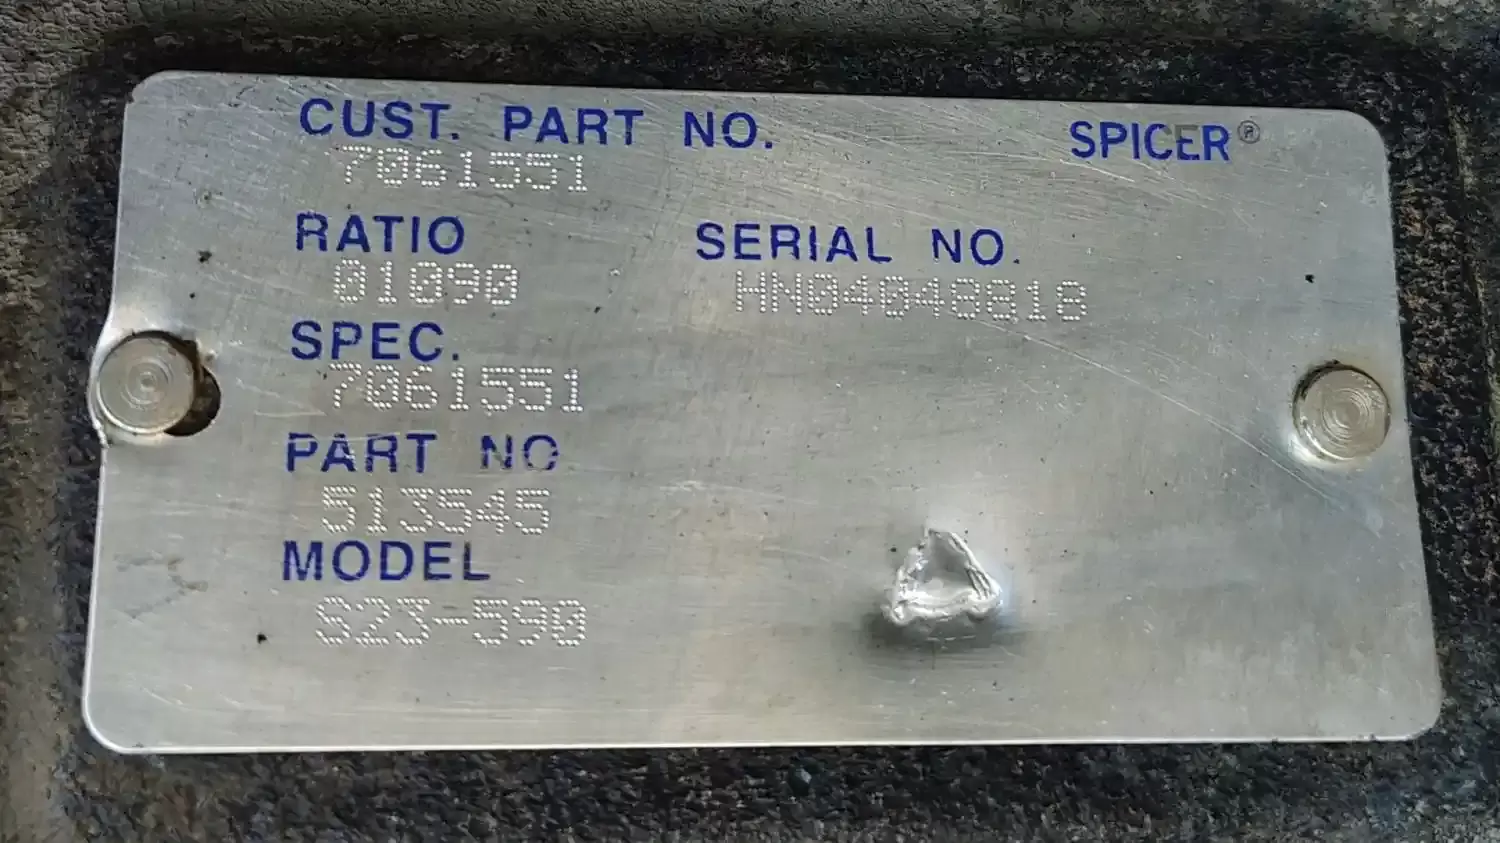 CUST. PART NO. SPICER®
7061551
RATIO SERIAL NO.
01090 HN04048818
SPEC.
7061551
PART NO
513545
MODEL
S23-590